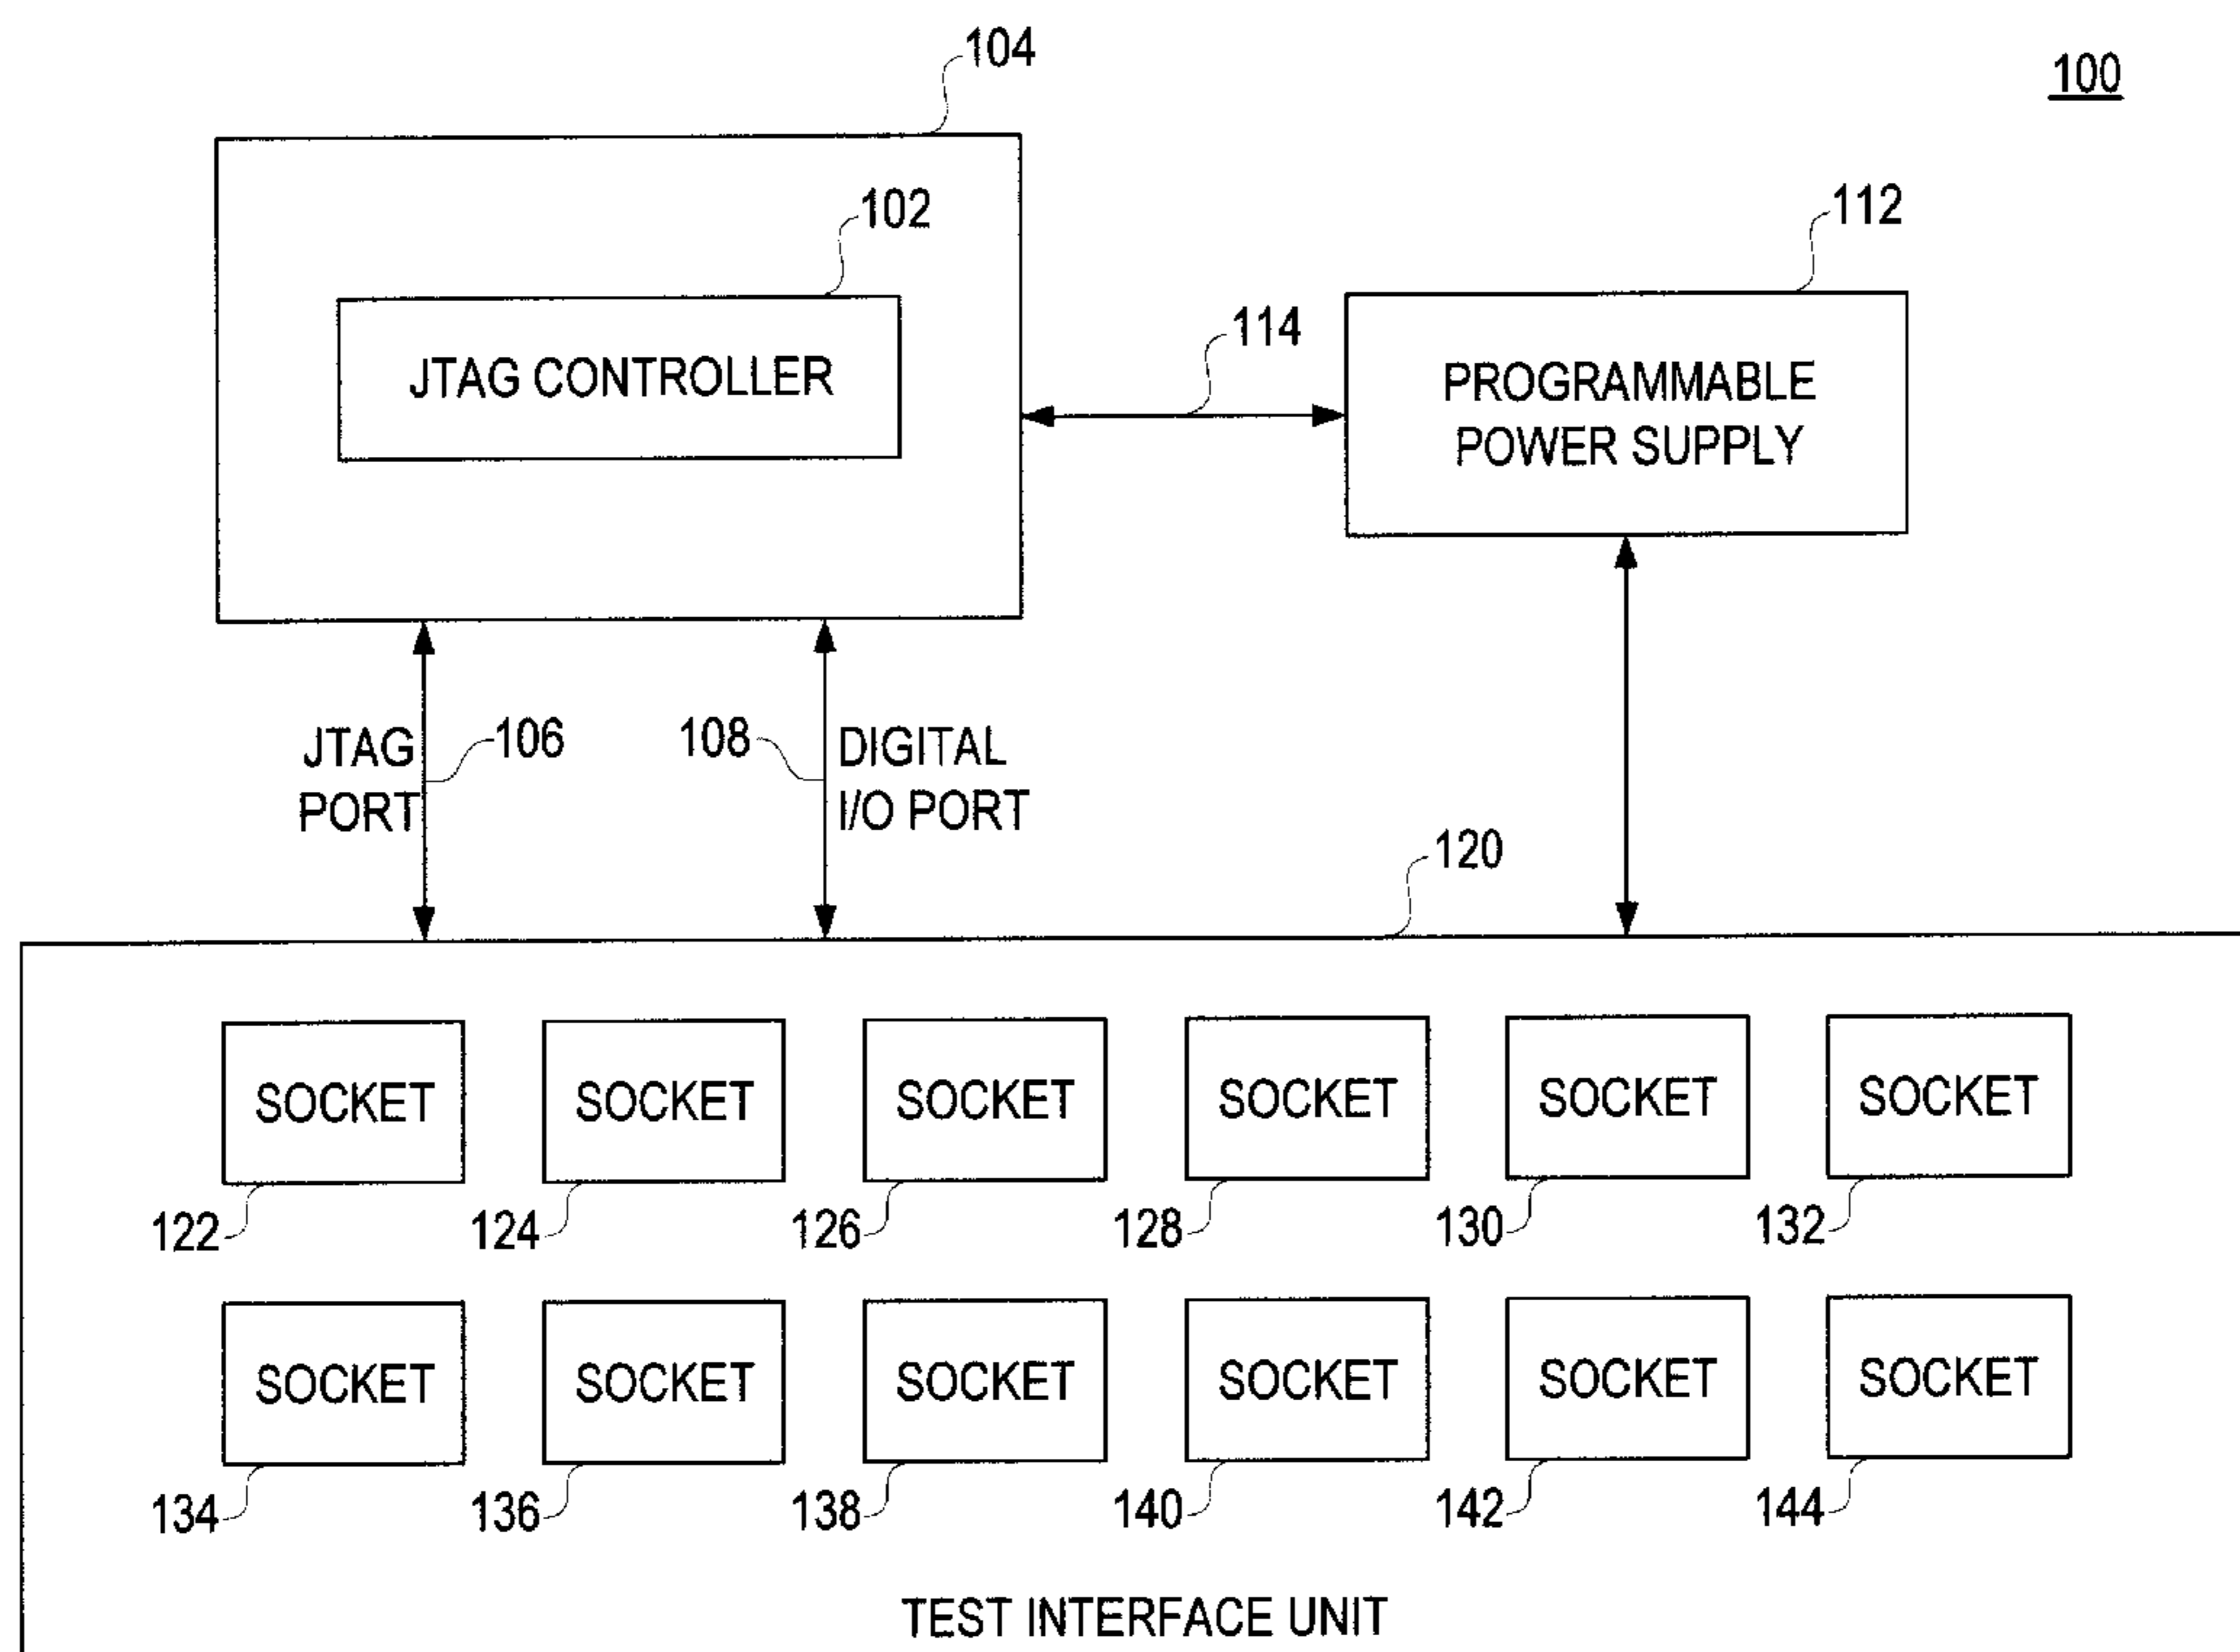 104
100
102
112
JTAG CONTROLLER
114
PROGRAMMABLE
POWER SUPPLY
JTAG
PORT
106
108
DIGITAL
I/O PORT
120
SOCKET SOCKET SOCKET SOCKET SOCKET SOCKET
122 124 126 128 130 132
SOCKET SOCKET SOCKET SOCKET SOCKET SOCKET
134 136 138 140 142 144
TEST INTERFACE UNIT